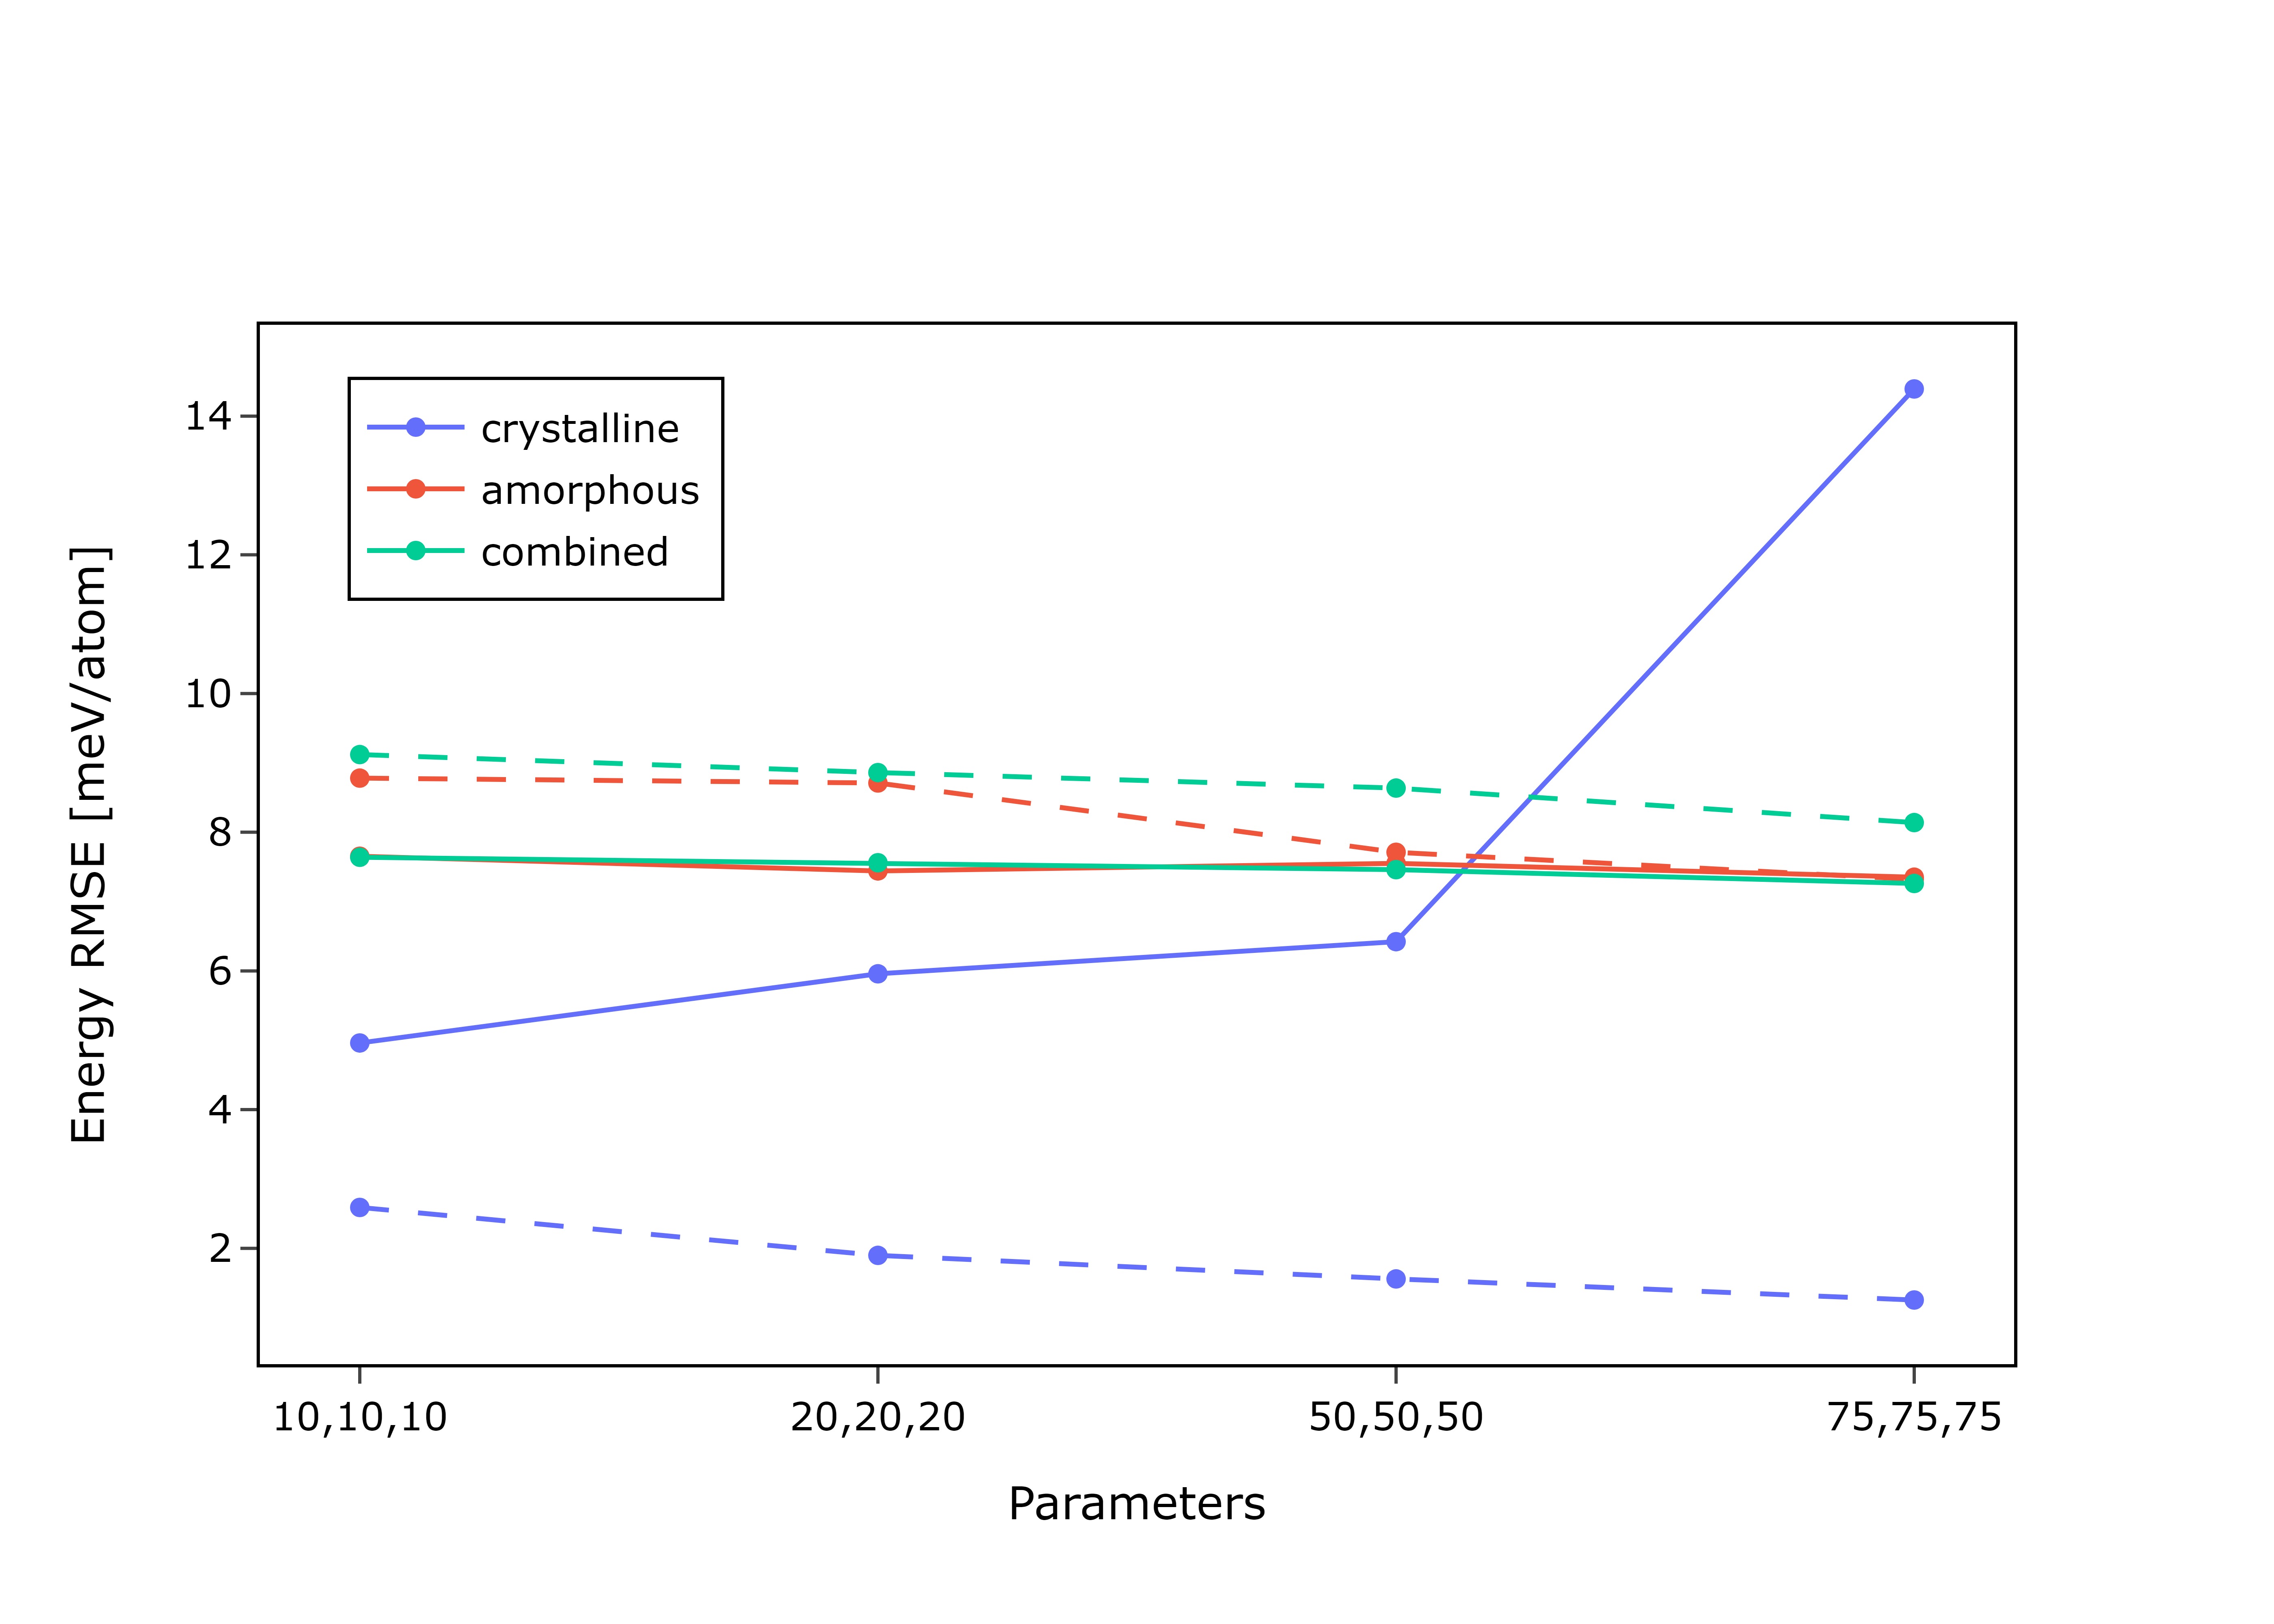 crystalline
amorphous
combined
14
12
10
8
6
4
2
Energy RMSE [meV/atom]
10,10,10
20,20,20
50,50,50
75,75,75
Parameters